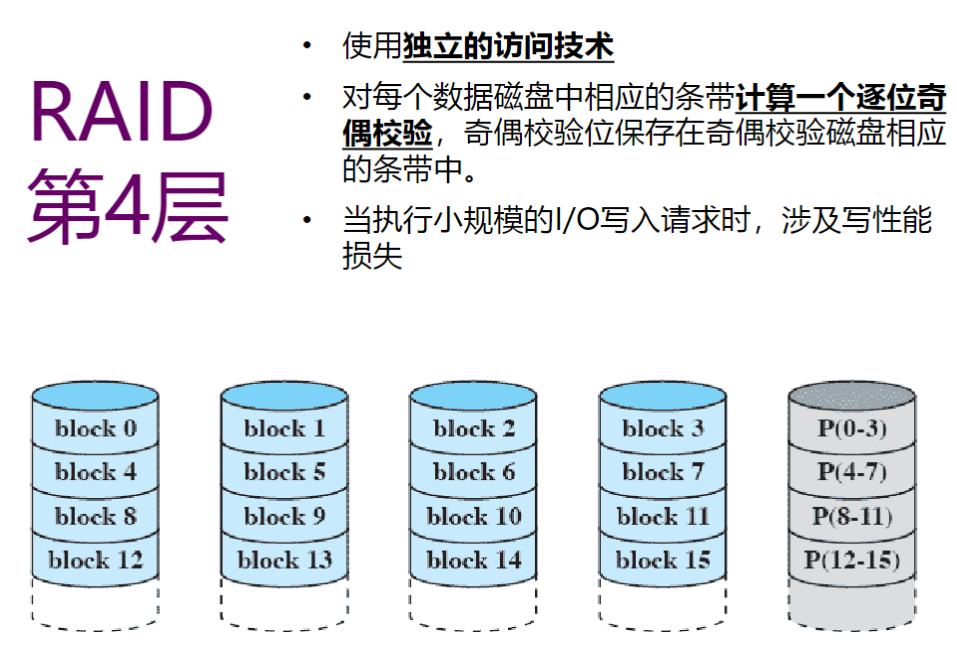 RAID
第4层
• 使用独立的访问技术
• 对每个数据磁盘中相应的条带计算一个逐位奇
偶校验，奇偶校验位保存在奇偶校验磁盘相应
的条带中。
• 当执行小规模的I/O写入请求时，涉及写性能
损失
block 0 block 1 block 2 block 3 P(0-3)
block 4 block 5 block 6 block 7 P(4-7)
block 8 block 9 block 10 block 11 P(8-11)
block 12 block 13 block 14 block 15 P(12-15)